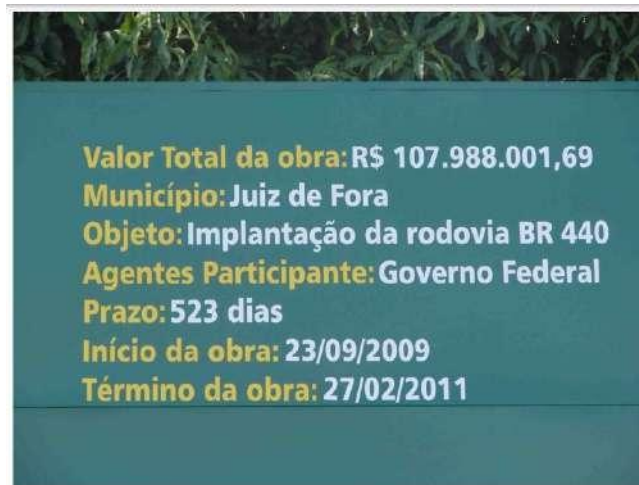 Valor Total da obra: R$ 107.988.001,69
Município: Juiz de Fora
Objeto: Implantação da rodovia BR 440
Agentes Participante: Governo Federal
Prazo: 523 dias
Início da obra: 23/09/2009
Término da obra: 27/02/2011